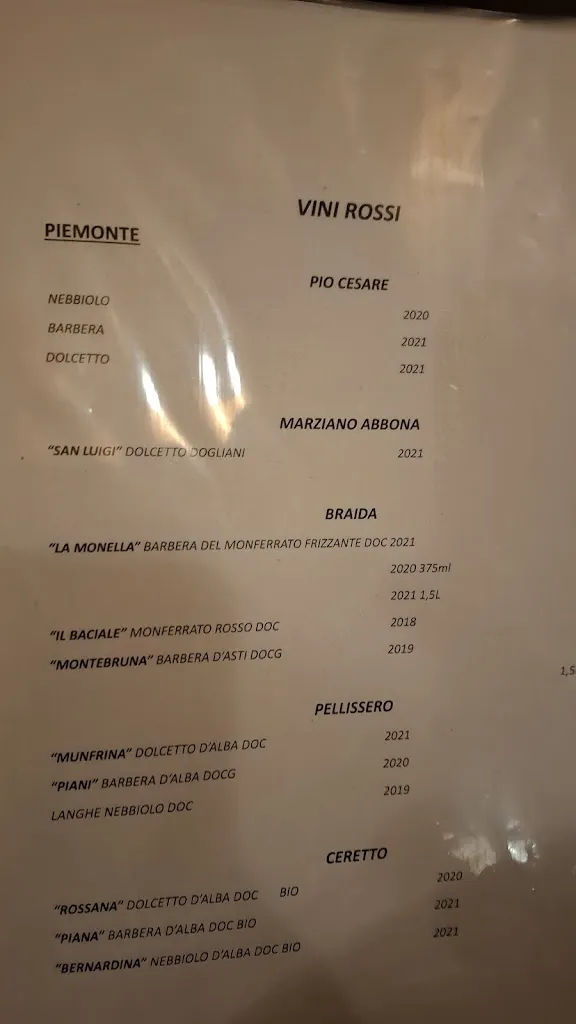 VINI ROSSI
PIEMONTE
PIO CESARE
NEBBIOLO 2020
BARBERA 2021
DOLCETTO 2021
MARZIANO ABBONA
"SAN LUIGI" DOLCETTO DOGLIANI 2021
BRAIDA
"LA MONELLA" BARBERA DEL MONFERRATO FRIZZANTE DOC 2021
2020 375ml
2021 1,5L
"IL BACIALE" MONFERRATO ROSSO DOC 2018
"MONTEBRUNA" BARBERA D'ASTI DOCG 2019
PELLISSERO
"MUNFRINA" DOLCETTO D'ALBA DOC 2021
"PIANI" BARBERA D'ALBA DOCG 2020
LANGHE NEBBIOLO DOC 2019
CERETTO
"ROSSANA" DOLCETTO D'ALBA DOC BIO 2020
"PIANA" BARBERA D'ALBA DOC BIO 2021
"BERNARDINA" NEBBIOLO D'ALBA DOC BIO 2021